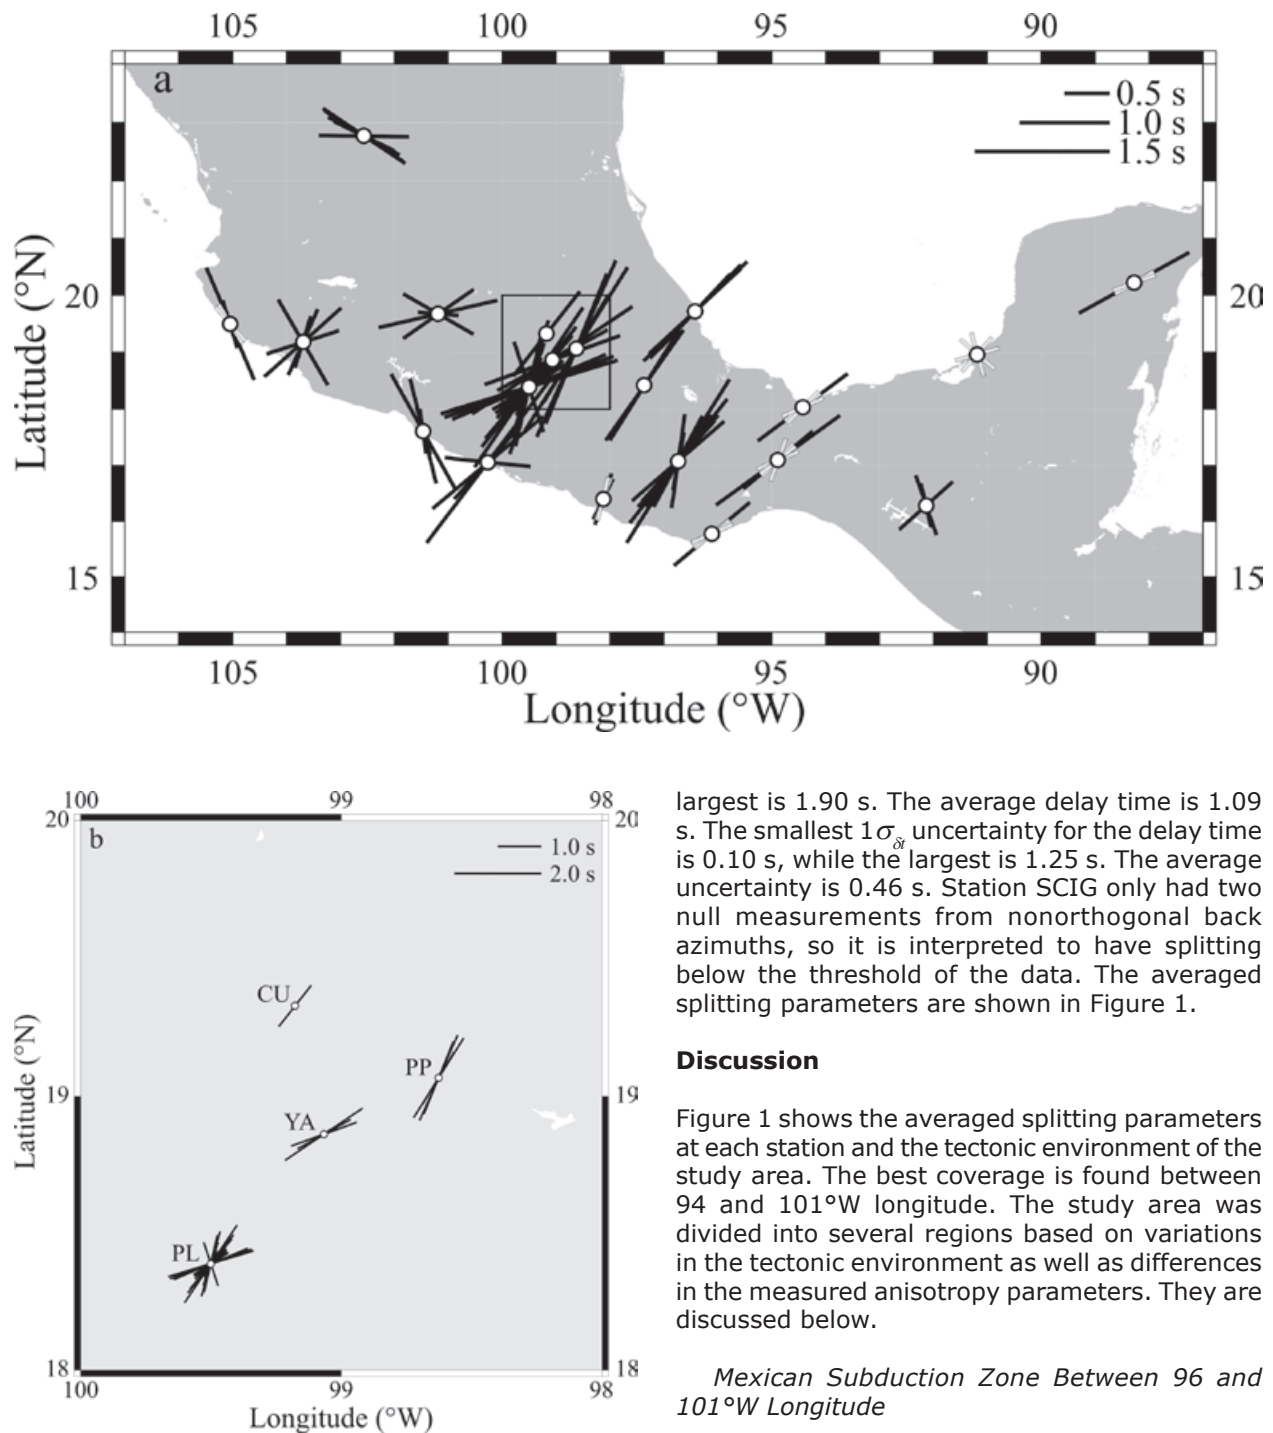 105
100
95
90
a
0.5 s
1.0 s
1.5 s
Latitude (°N)
20
15
20
15
105
100
95
90
Longitude (°W)
100
99
98
20
20
b
1.0 s
2.0 s
CU
PP
19
19
YA
PL
Latitude (°N)
18
18
100
99
98
Longitude (°W)
largest is 1.90 s. The average delay time is 1.09
s. The smallest 1σδt uncertainty for the delay time
is 0.10 s, while the largest is 1.25 s. The average
uncertainty is 0.46 s. Station SCIG only had two
null measurements from nonorthogonal back
azimuths, so it is interpreted to have splitting
below the threshold of the data. The averaged
splitting parameters are shown in Figure 1.
Discussion
Figure 1 shows the averaged splitting parameters
at each station and the tectonic environment of the
study area. The best coverage is found between
94 and 101°W longitude. The study area was
divided into several regions based on variations
in the tectonic environment as well as differences
in the measured anisotropy parameters. They are
discussed below.
Mexican Subduction Zone Between 96 and
101°W Longitude